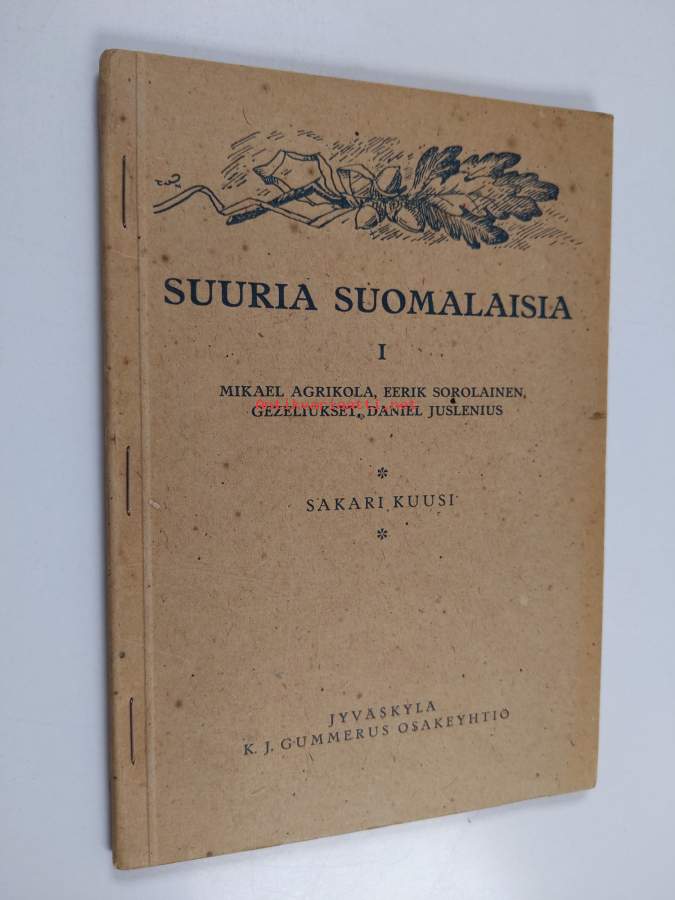 SUURIA SUOMALAISIA
I
MIKAEL AGRIKOLA, EERIK SOROLAINEN,
GEZELIUKSET, DANIEL JUSLENIUS
*
SAKARI KUUSI
*
JYVÄSKYLÄ
K. J. GUMMERUS OSAKEYHTIÖ